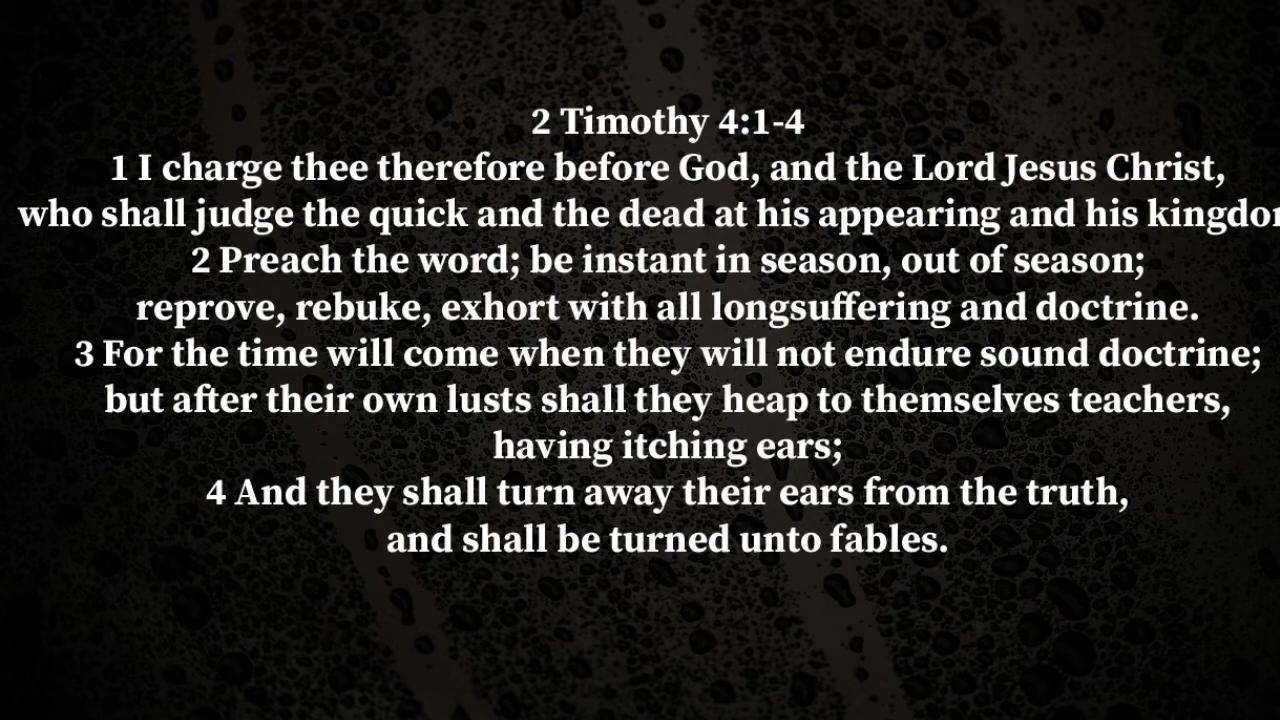 2 Timothy 4:1-4
1 I charge thee therefore before God, and the Lord Jesus Christ,
who shall judge the quick and the dead at his appearing and his
2 Preach the word; be instant in season, out of season;
reprove, rebuke, exhort with all longsuffering and doctrine.
3 For the time will come when they will not endure sound doctrine;
but after their own lusts shall they heap to themselves teachers,
having itching ears;
4 And they shall turn away their ears from the truth,
and shall be turned unto fables.